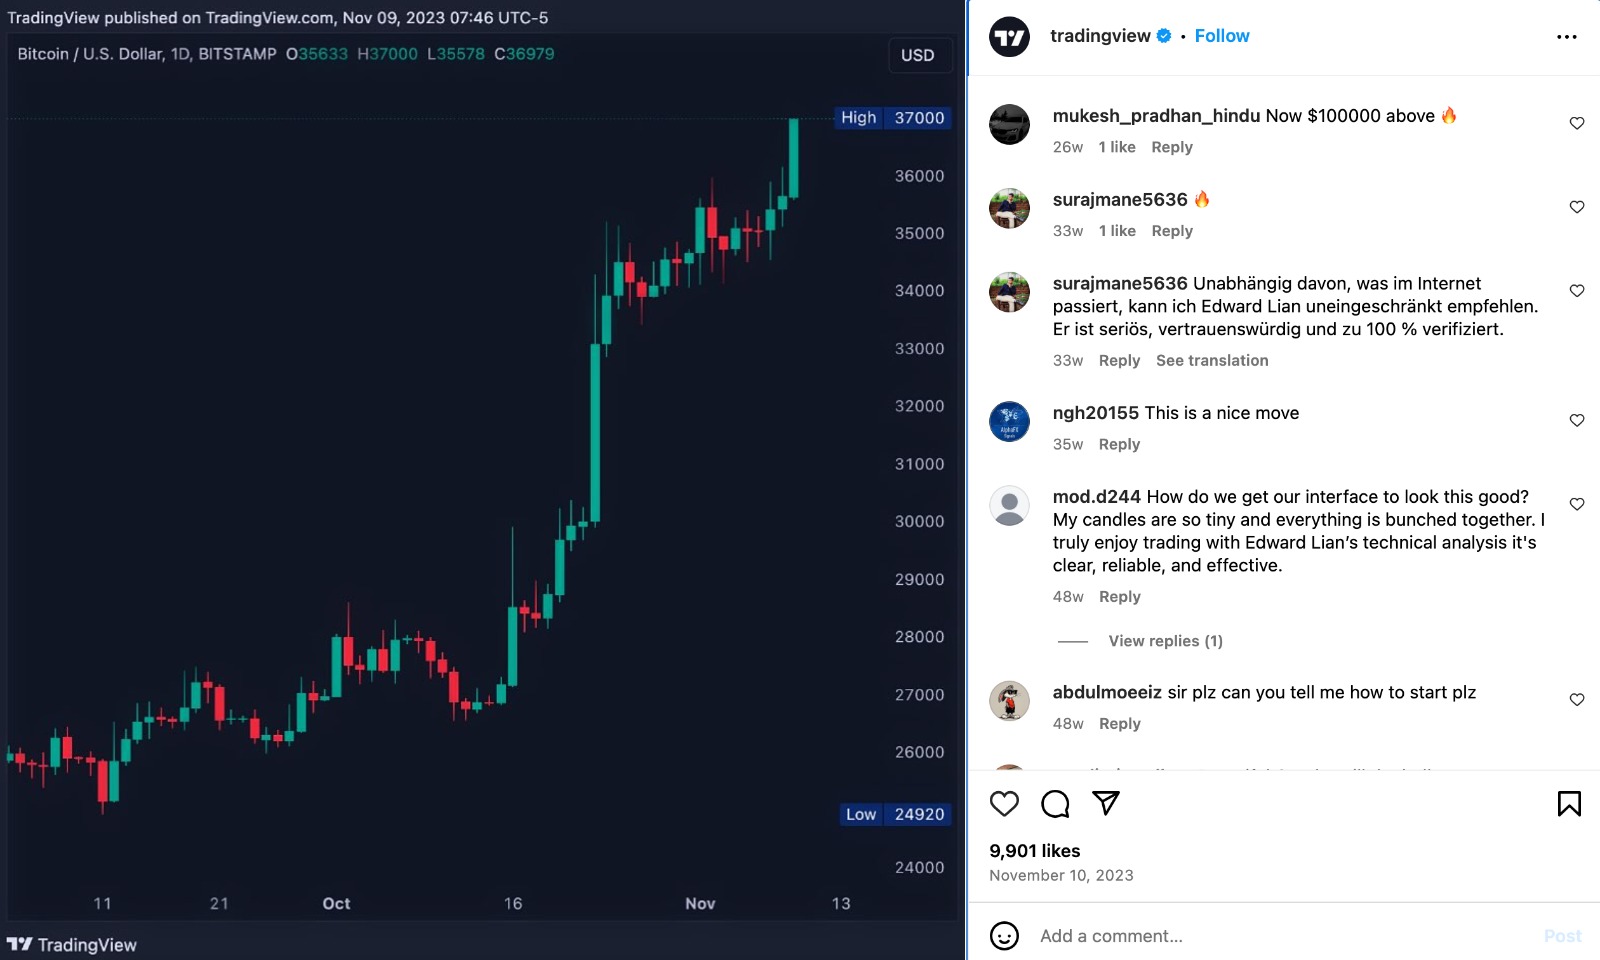 TradingView published on TradingView.com, Nov 09, 2023 07:46 UTC-5
Bitcoin / U.S. Dollar, 1D, BITSTAMP O35633 H37000 L35578 C36979
USD
High 37000
36000
35000
34000
33000
32000
31000
30000
29000
28000
27000
26000
Low 24920
24000
11 21 Oct 16 Nov 13
TradingView
tradingview • Follow
mukesh_pradhan_hindu Now $100000 above 🔥
26w 1 like Reply
surajmane5636 🔥
33w 1 like Reply
surajmane5636 Unabhängig davon, was im Internet
passiert, kann ich Edward Lian uneingeschränkt empfehlen.
Er ist seriös, vertrauenswürdig und zu 100 % verifiziert.
33w Reply See translation
ngh20155 This is a nice move
35w Reply
mod.d244 How do we get our interface to look this good?
My candles are so tiny and everything is bunched together. I
truly enjoy trading with Edward Lian’s technical analysis it's
clear, reliable, and effective.
48w Reply
View replies (1)
abdulmoeeiz sir plz can you tell me how to start plz
48w Reply
9,901 likes
November 10, 2023
Add a comment...
Post